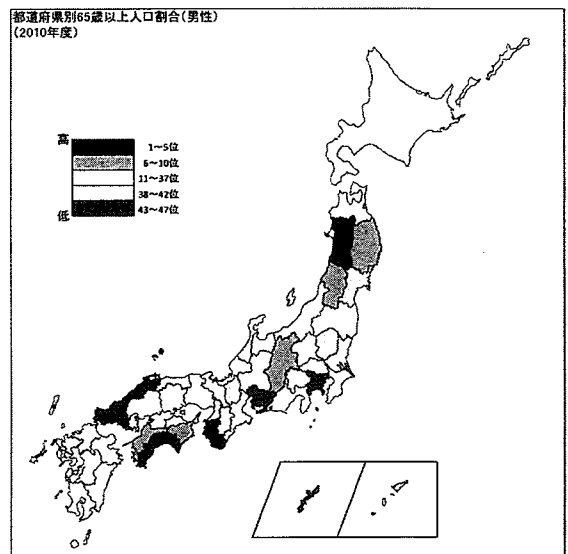 都道府県別65歳以上人口割合（男性）
（2010年度）
高
1～5位
6～10位
11～37位
38～42位
低
43～47位